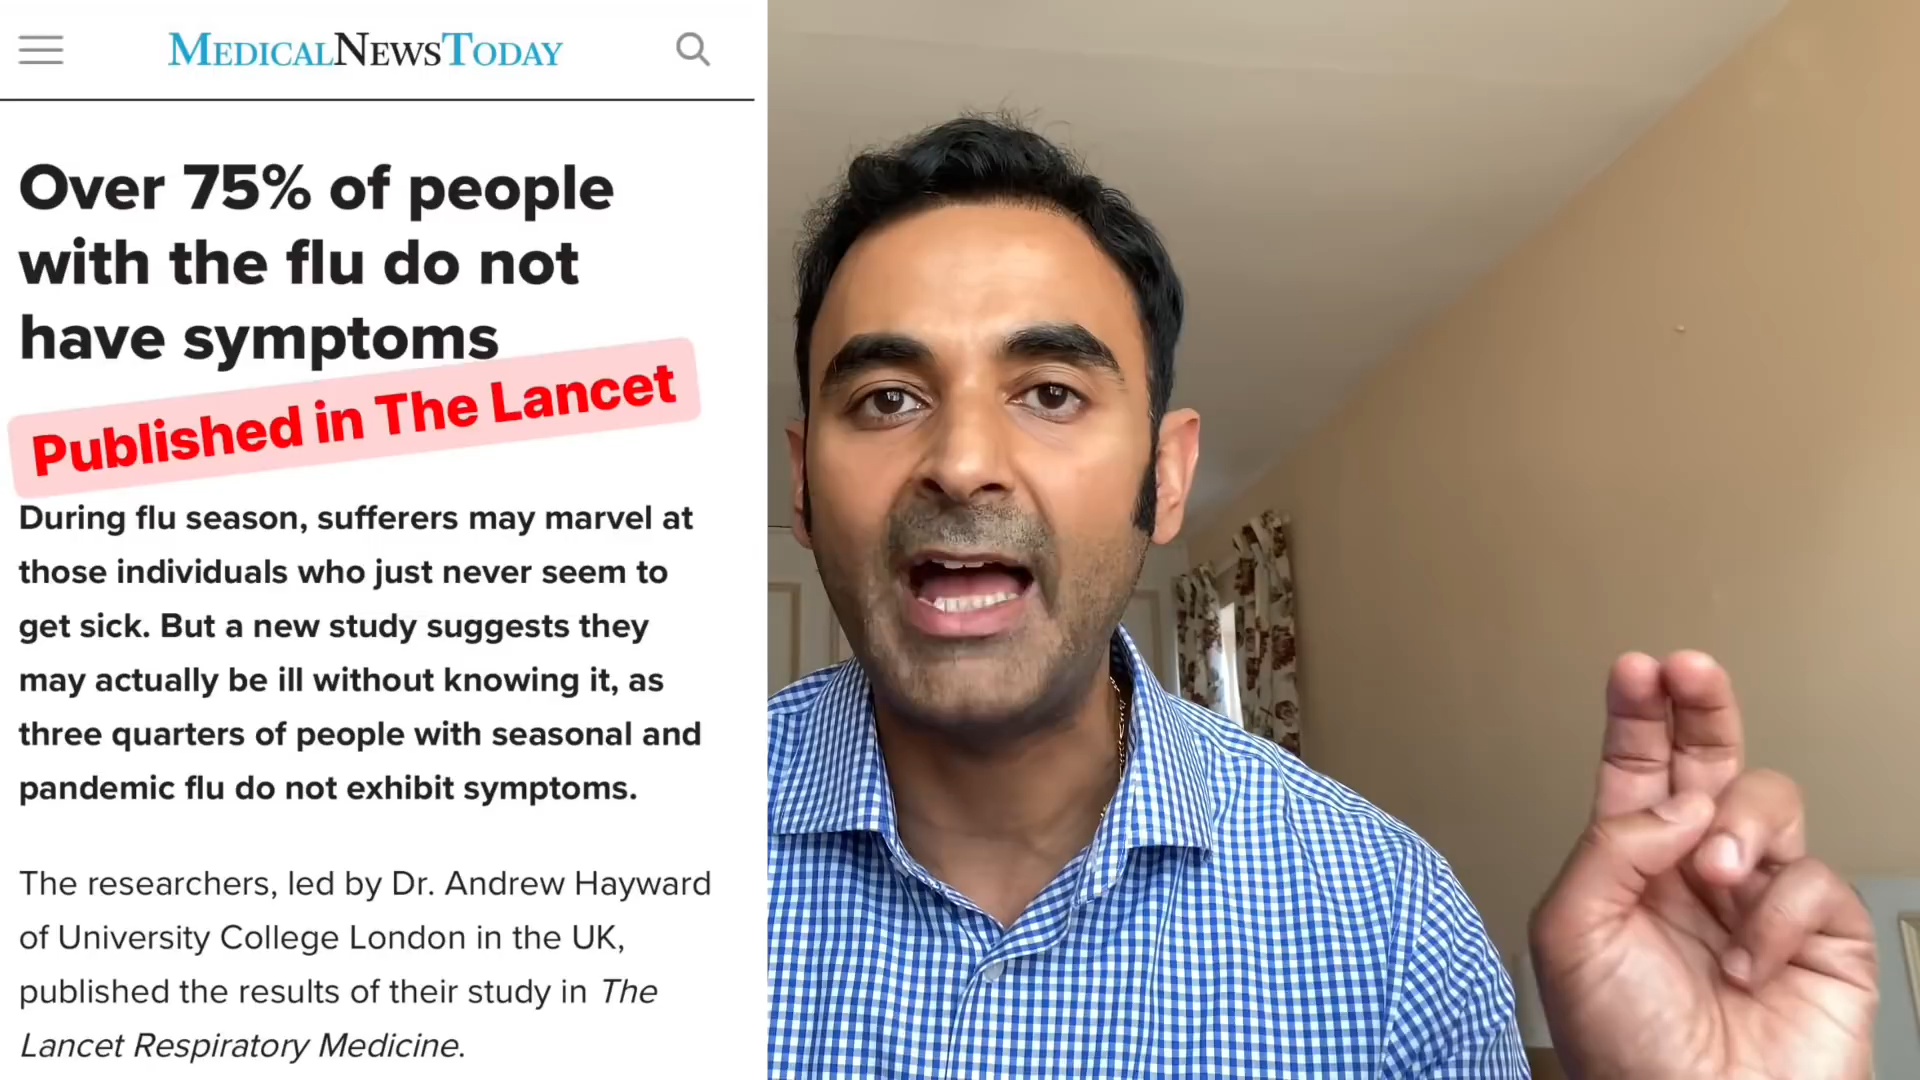 MEDICALNEWSTODAY
Over 75% of people
with the flu do not
have symptoms
Published in The Lancet
During flu season, sufferers may marvel at
those individuals who just never seem to
get sick. But a new study suggests they
may actually be ill without knowing it, as
three quarters of people with seasonal and
pandemic flu do not exhibit symptoms.
The researchers, led by Dr. Andrew Hayward
of University College London in the UK,
published the results of their study in The
Lancet Respiratory Medicine.